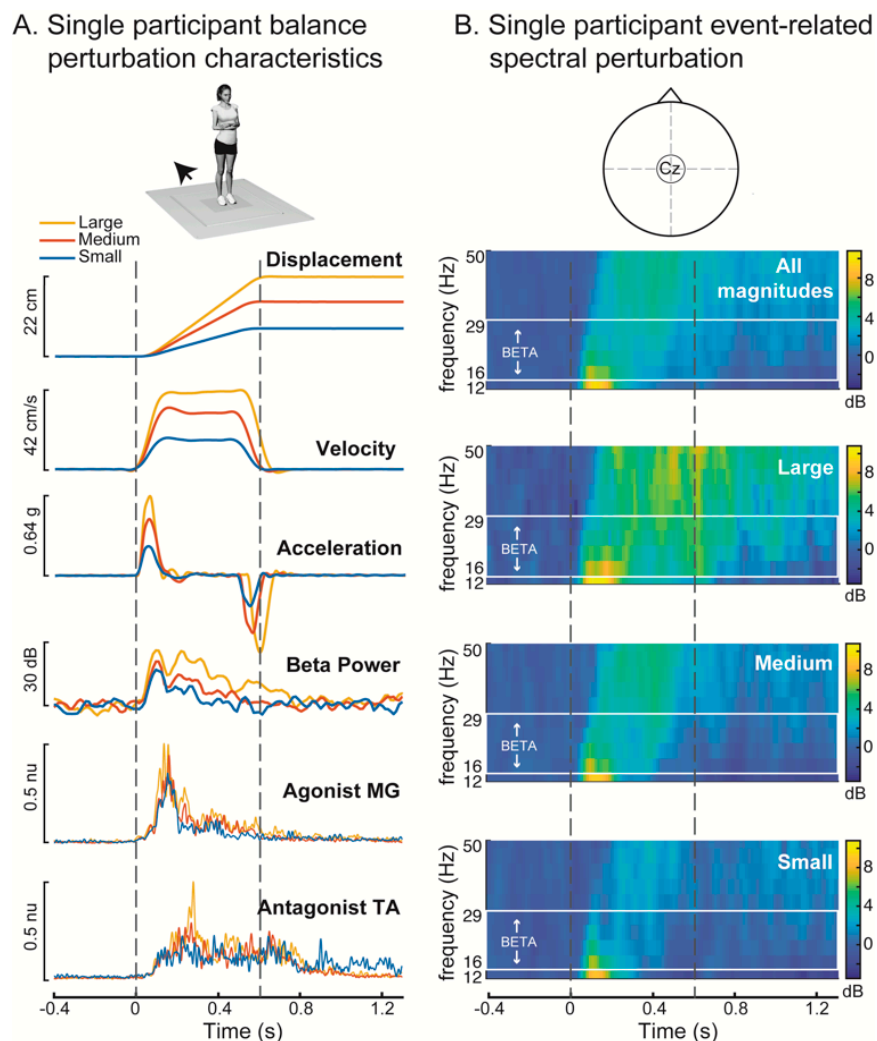 A. Single participant balance
perturbation characteristics
Large
Medium
Small
Displacement
22 cm
Velocity
42 cm/s
Acceleration
0.64 g
Beta Power
30 dB
Agonist MG
0.5 nu
Antagonist TA
0.5 nu
-0.4 0 0.4 0.8 1.2
Time (s)
B. Single participant event-related
spectral perturbation
Cz
All
magnitudes
frequency (Hz)
50
29
16
12
BETA
8
4
0
dB
Large
frequency (Hz)
50
29
16
12
BETA
8
4
0
dB
Medium
frequency (Hz)
50
29
16
12
BETA
8
4
0
dB
Small
frequency (Hz)
50
29
16
12
BETA
8
4
0
dB
-0.4 0 0.4 0.8 1.2
Time (s)